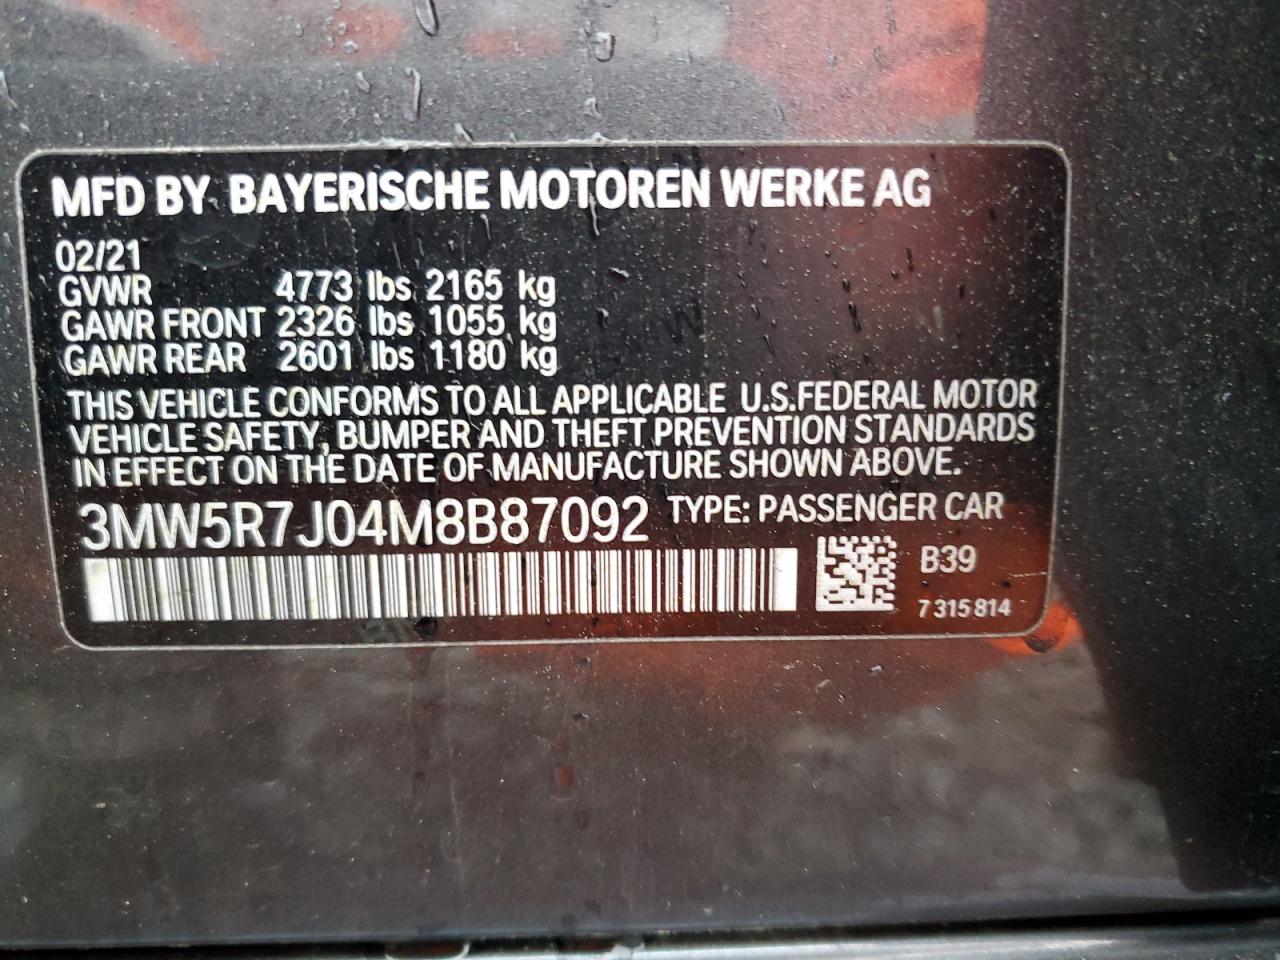 MFD BY BAYERISCHE MOTOREN WERKE AG
02/21
GVWR 4773 lbs 2165 kg
GAWR FRONT 2326 lbs 1055 kg
GAWR REAR 2601 lbs 1180 kg
THIS VEHICLE CONFORMS TO ALL APPLICABLE U.S.FEDERAL MOTOR
VEHICLE SAFETY, BUMPER AND THEFT PREVENTION STANDARDS
IN EFFECT ON THE DATE OF MANUFACTURE SHOWN ABOVE.
3MW5R7J04M8B87092 TYPE: PASSENGER CAR
B39
7 315 814